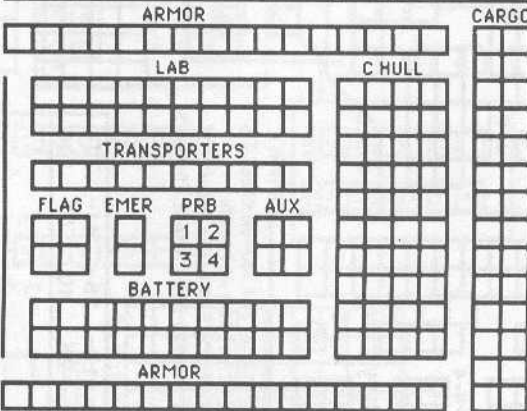 ARMOR
CARGO
LAB
C HULL
TRANSPORTERS
FLAG EMER PRB AUX
1 2
3 4
BATTERY
ARMOR